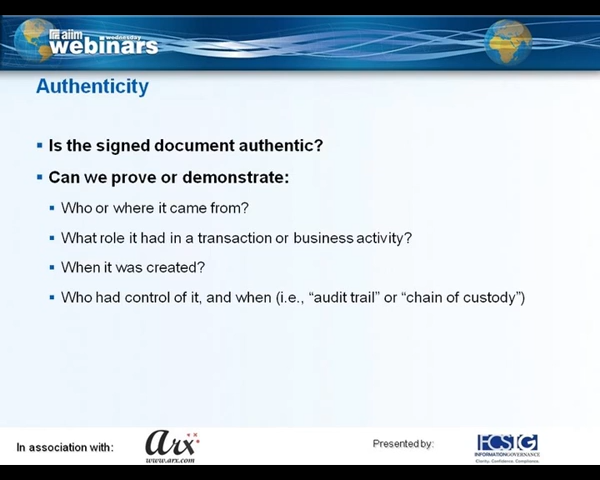 aiim
wednesday
webinars
Authenticity
Is the signed document authentic?
Can we prove or demonstrate:
Who or where it came from?
What role it had in a transaction or business activity?
When it was created?
Who had control of it, and when (i.e., “audit trail” or “chain of custody”)
In association with:
arx
www.arx.com
Presented by:
ECSIG
INFORMATIONGOVERNANCE
Clarity. Confidence. Compliance.